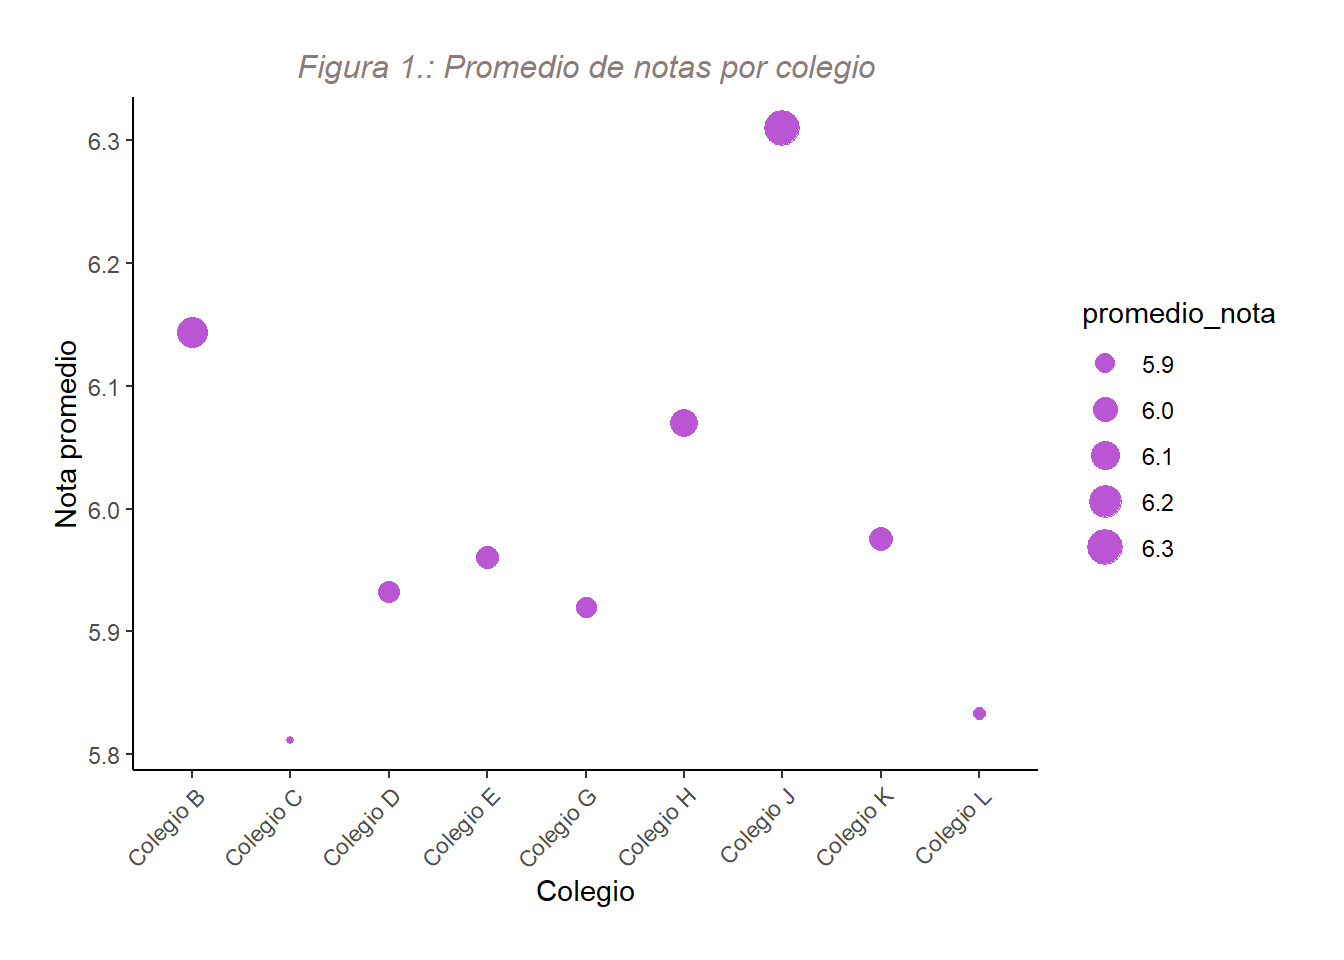 Figura 1.: Promedio de notas por colegio
Nota promedio
6.3
6.2
6.1
6.0
5.9
5.8
Colegio B
Colegio C
Colegio D
Colegio E
Colegio G
Colegio H
Colegio J
Colegio K
Colegio L
Colegio
promedio_nota
5.9
6.0
6.1
6.2
6.3